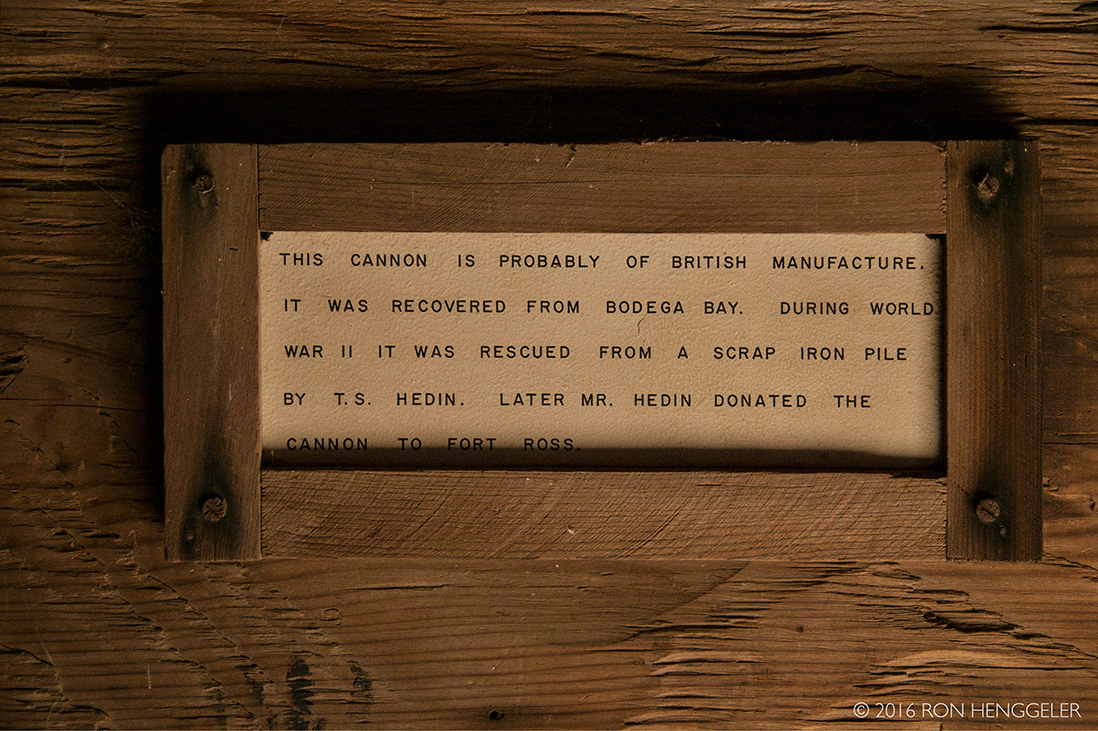 THIS CANNON IS PROBABLY OF BRITISH MANUFACTURE.
IT WAS RECOVERED FROM BODEGA BAY. DURING WORLD
WAR II IT WAS RESCUED FROM A SCRAP IRON PILE
BY T.S. HEDIN. LATER MR. HEDIN DONATED THE
CANNON TO FORT ROSS.
© 2016 RON HENGGELER